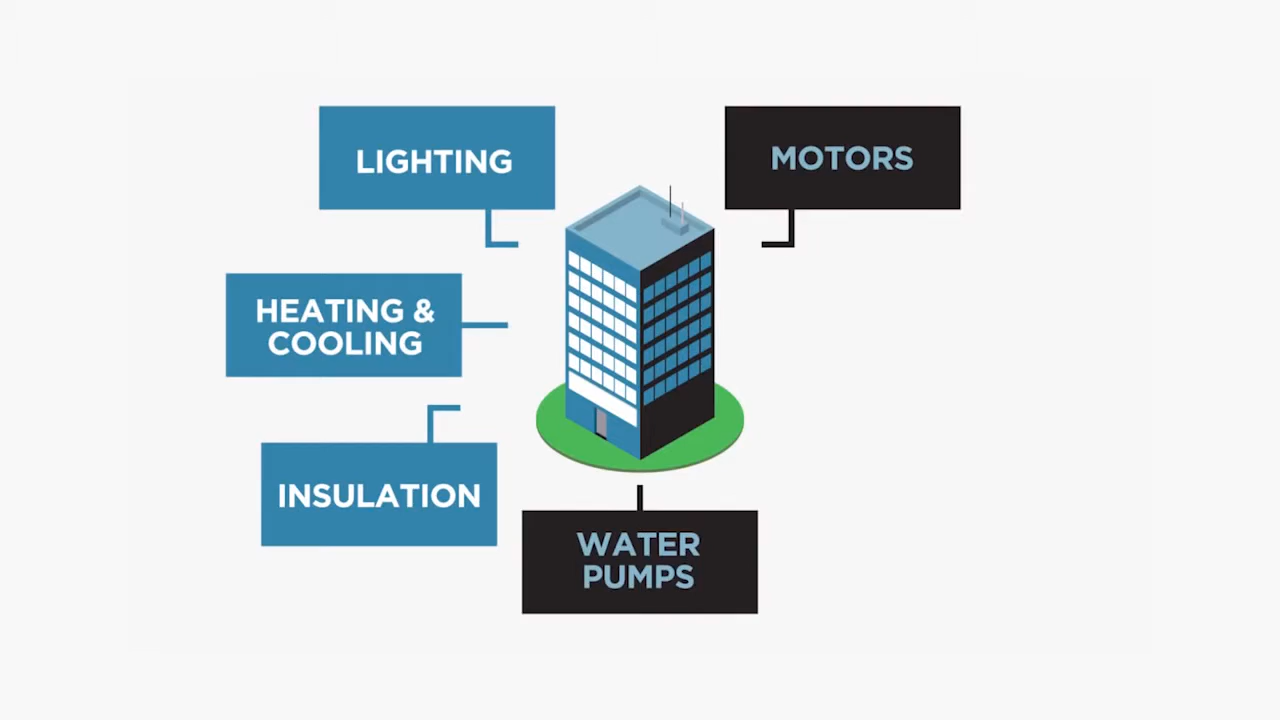 LIGHTING
MOTORS
HEATING &
COOLING
INSULATION
WATER
PUMPS